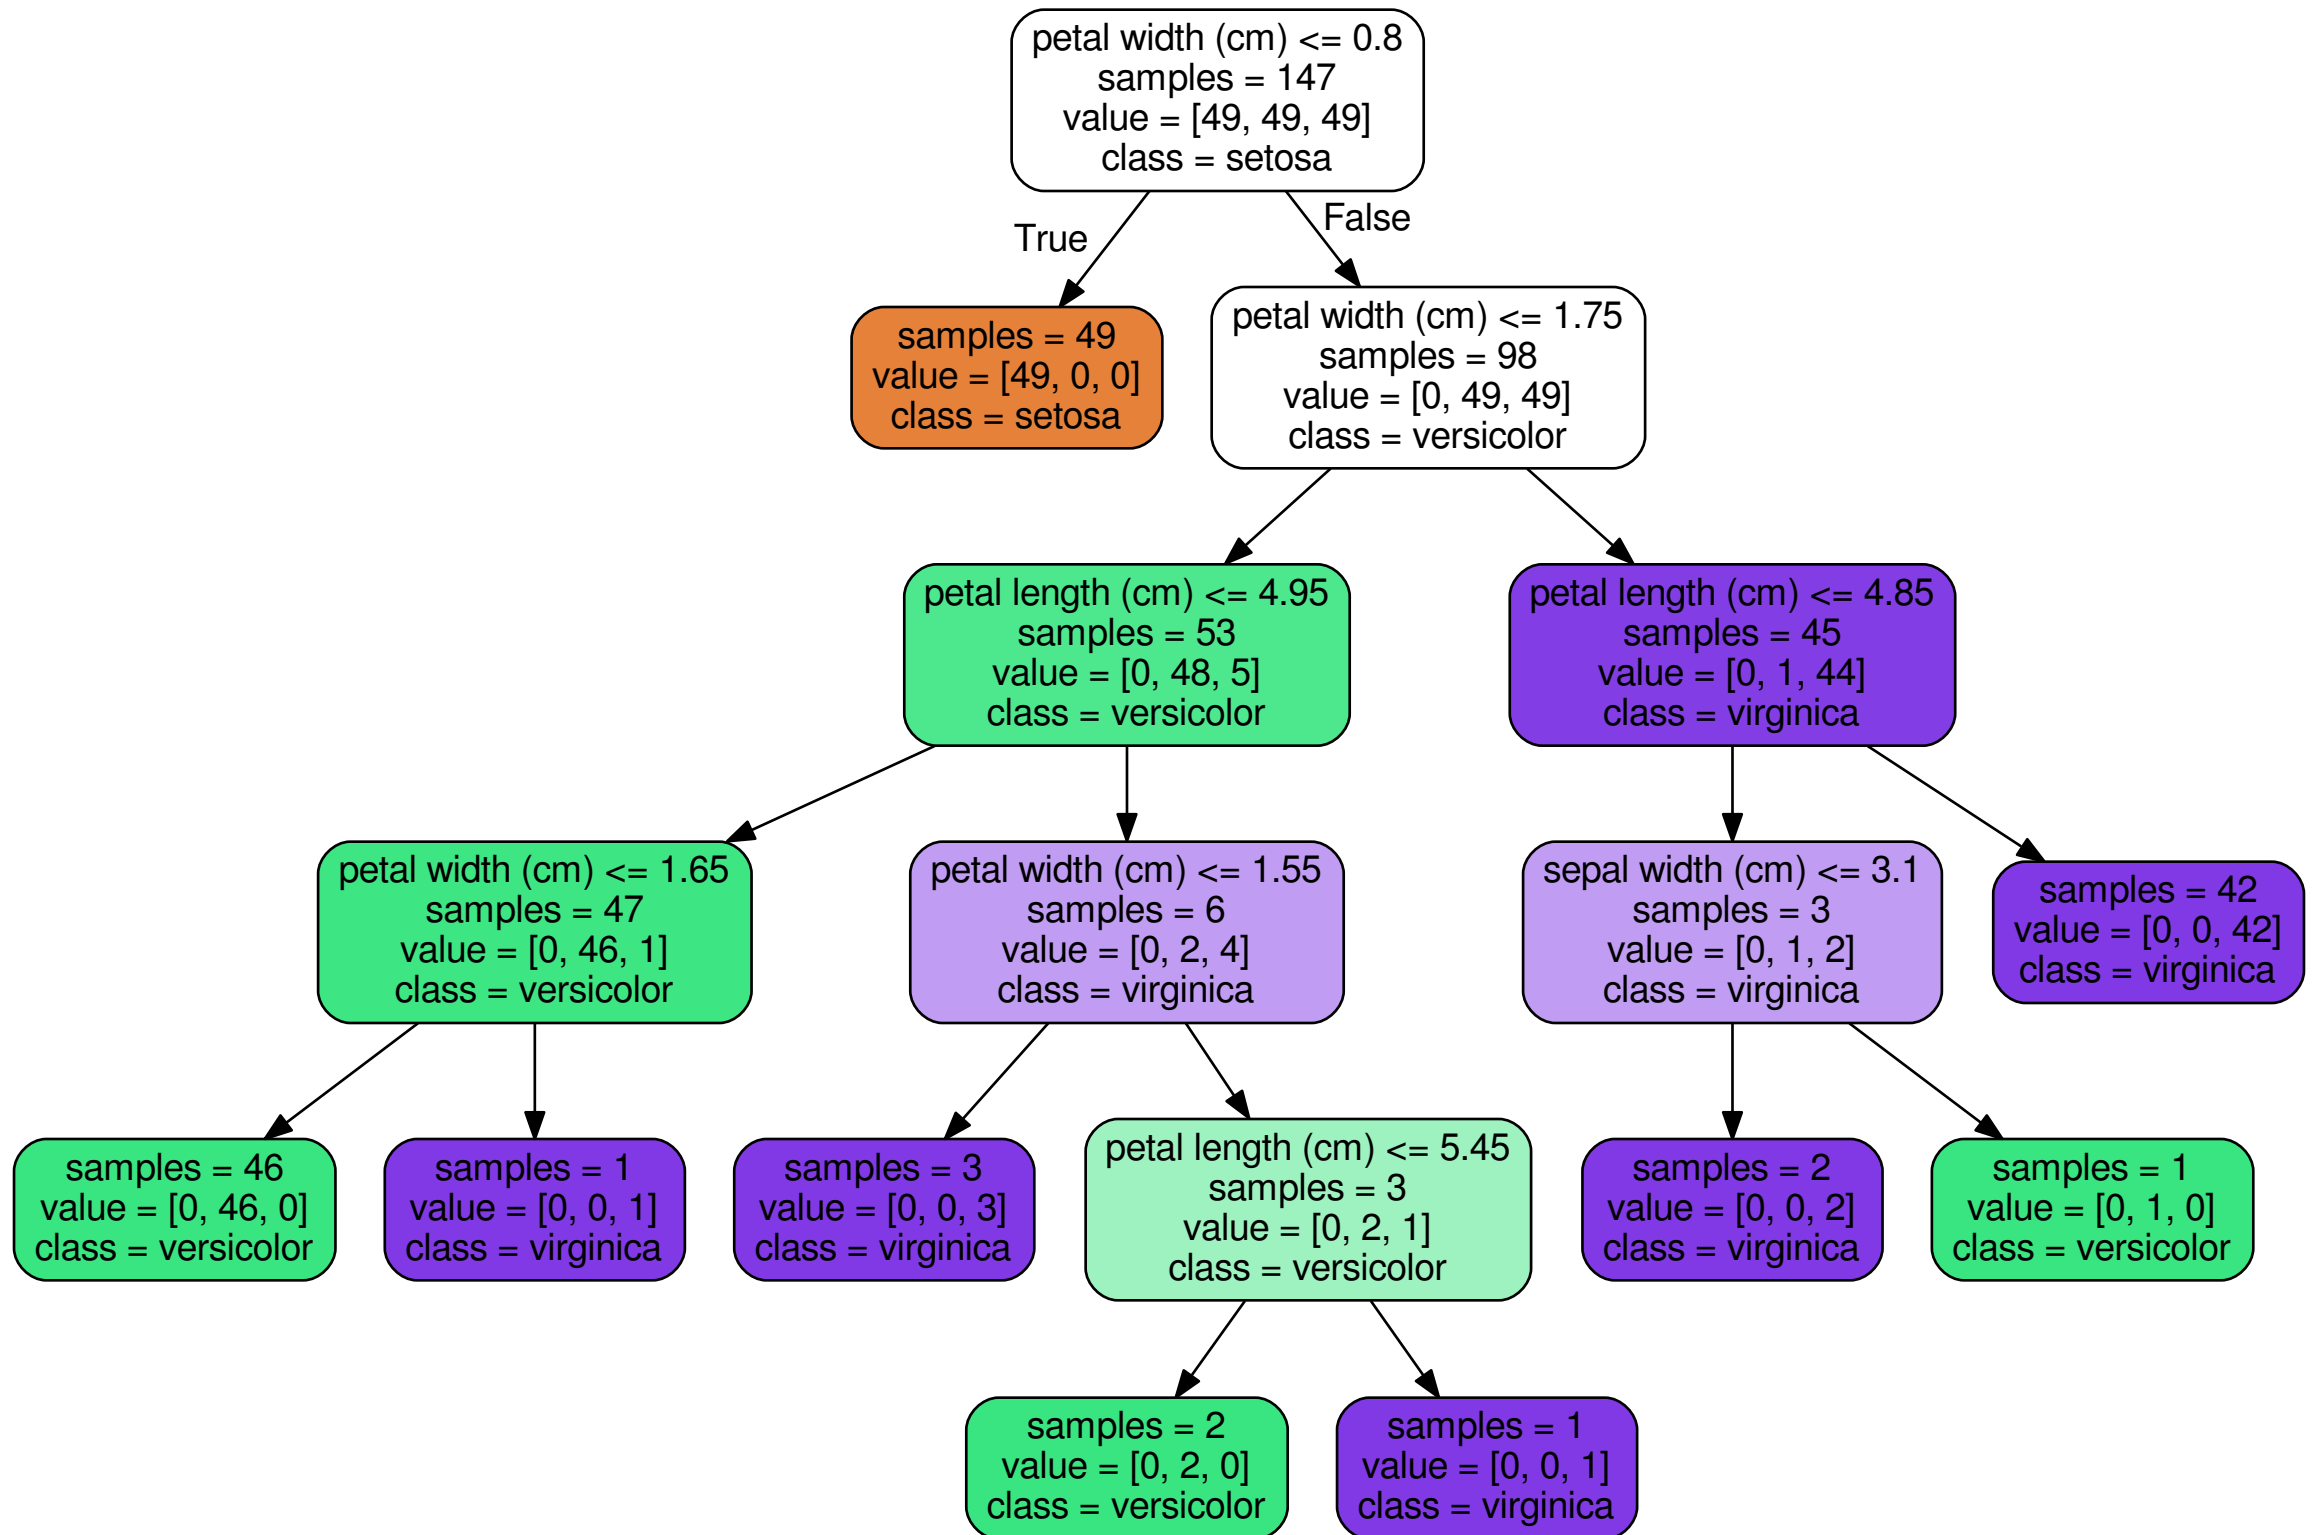 petal width (cm) <= 0.8
samples = 147
value = [49, 49, 49]
class = setosa
True
False
samples = 49
value = [49, 0, 0]
class = setosa
petal width (cm) <= 1.75
samples = 98
value = [0, 49, 49]
class = versicolor
petal length (cm) <= 4.95
samples = 53
value = [0, 48, 5]
class = versicolor
petal length (cm) <= 4.85
samples = 45
value = [0, 1, 44]
class = virginica
petal width (cm) <= 1.65
samples = 47
value = [0, 46, 1]
class = versicolor
petal width (cm) <= 1.55
samples = 6
value = [0, 2, 4]
class = virginica
sepal width (cm) <= 3.1
samples = 3
value = [0, 1, 2]
class = virginica
samples = 42
value = [0, 0, 42]
class = virginica
samples = 46
value = [0, 46, 0]
class = versicolor
samples = 1
value = [0, 0, 1]
class = virginica
samples = 3
value = [0, 0, 3]
class = virginica
petal length (cm) <= 5.45
samples = 3
value = [0, 2, 1]
class = versicolor
samples = 2
value = [0, 0, 2]
class = virginica
samples = 1
value = [0, 1, 0]
class = versicolor
samples = 2
value = [0, 2, 0]
class = versicolor
samples = 1
value = [0, 0, 1]
class = virginica